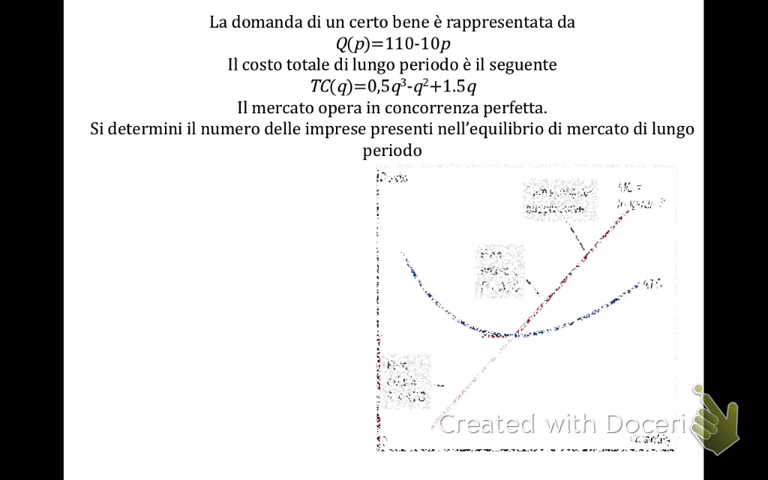 La domanda di un certo bene è rappresentata da
Q(p)=110-10p
Il costo totale di lungo periodo è il seguente
TC(q)=0,5q³-q²+1.5q
Il mercato opera in concorrenza perfetta.
Si determini il numero delle imprese presenti nell'equilibrio di mercato di lungo
periodo
ATC
Created with Doceri